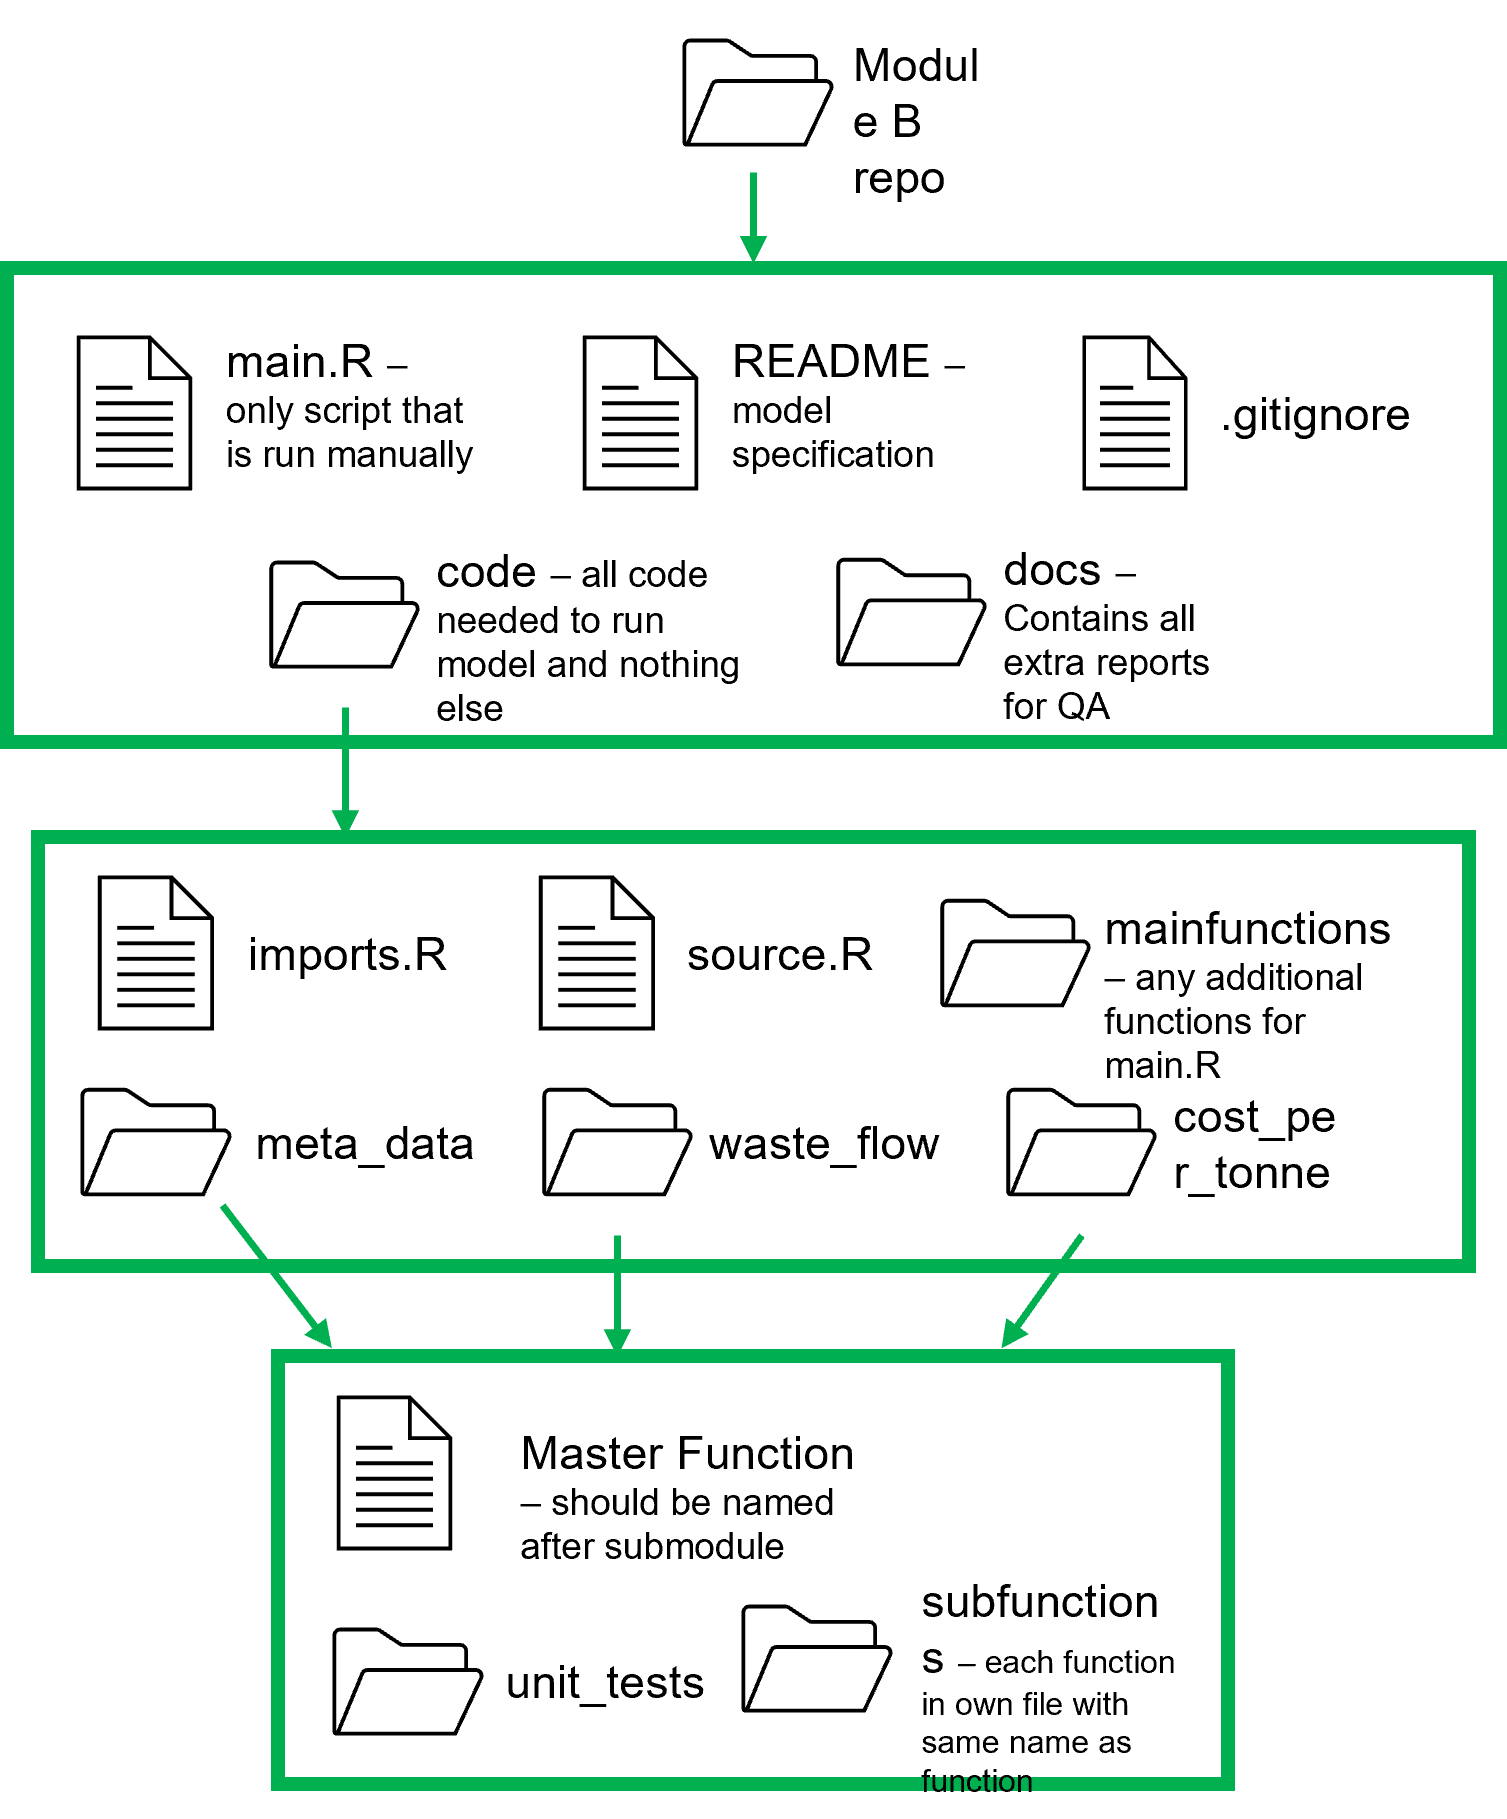 Modul
e B
repo
main.R –
only script that
is run manually
README –
model
specification
.gitignore
code – all code
needed to run
model and nothing
else
docs –
Contains all
extra reports
for QA
imports.R
source.R
mainfunctions
– any additional
functions for
main.R
meta_data
waste_flow
cost_pe
r_tonne
Master Function
– should be named
after submodule
unit_tests
subfunction
s – each function
in own file with
same name as
function